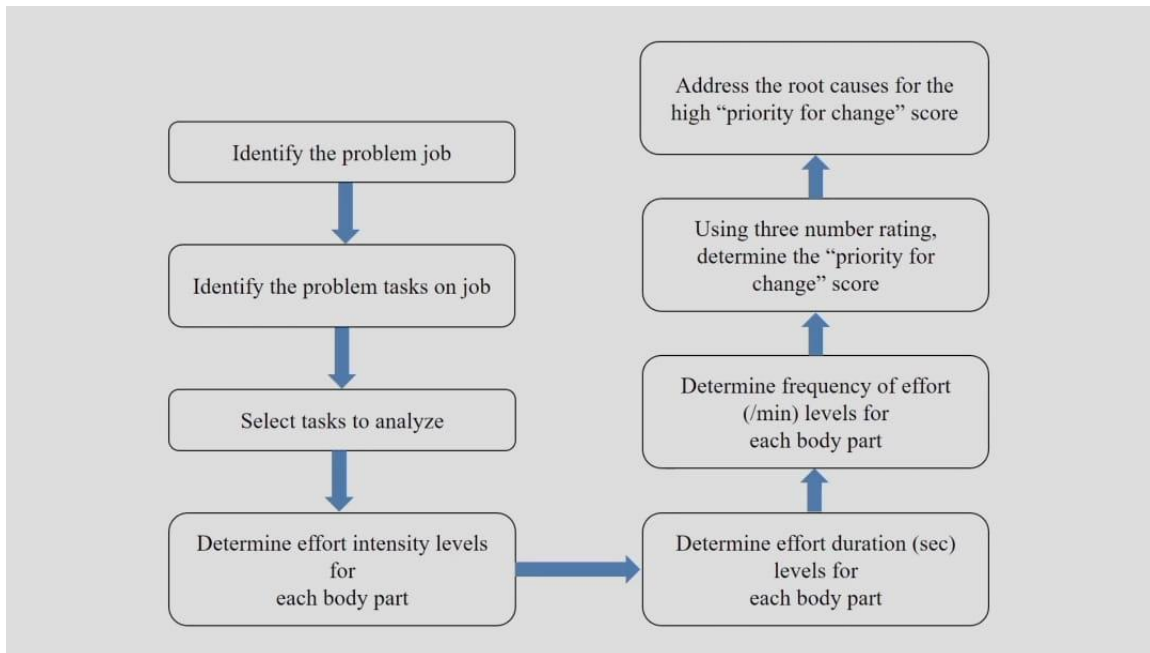 Identify the problem job
Identify the problem tasks on job
Select tasks to analyze
Determine effort intensity levels
for
each body part
Determine effort duration (sec)
levels for
each body part
Determine frequency of effort
(/min) levels for
each body part
Using three number rating,
determine the “priority for
change” score
Address the root causes for the
high “priority for change” score